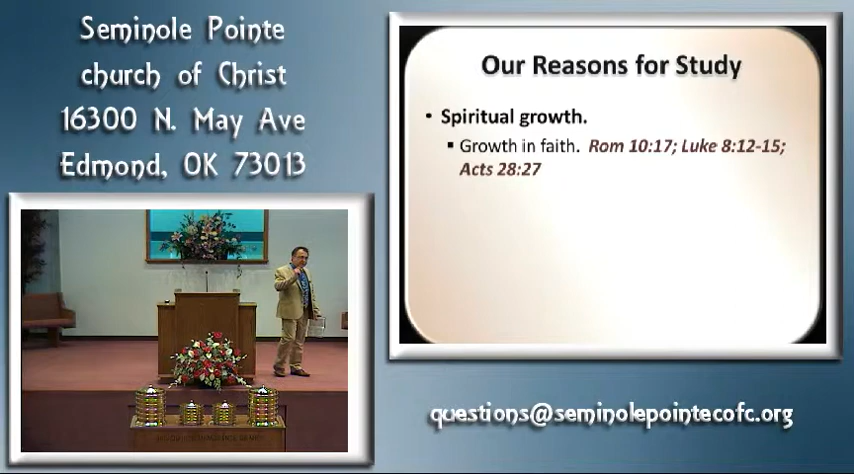 Seminole Pointe
church of Christ
16300 N. May Ave
Edmond, OK 73013
Our Reasons for Study
• Spiritual growth.
▪ Growth in faith. Rom 10:17; Luke 8:12-15;
Acts 28:27
questions@seminolepointecofc.org